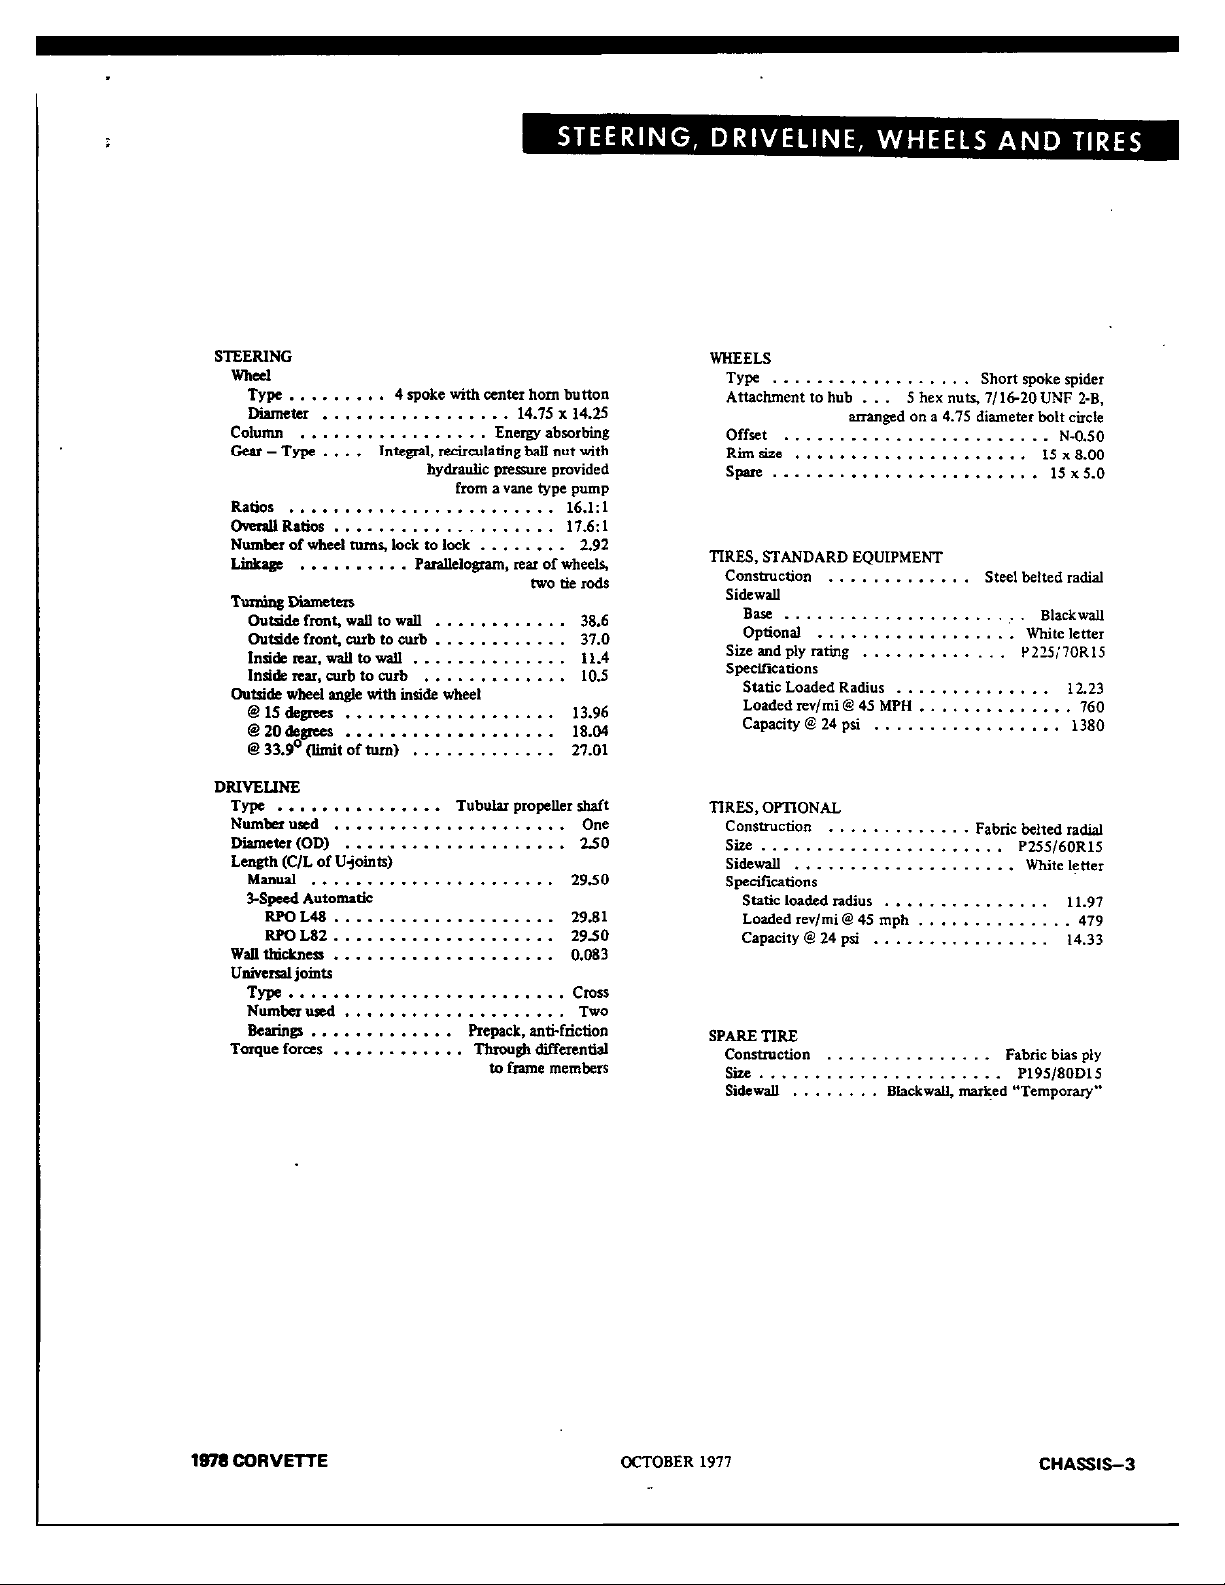 STEERING, DRIVELINE, WHEELS AND TIRES
STEERING
Wheel
Type . . . . . . . . . 4 spoke with center horn button
Diameter . . . . . . . . . . . . . . . . . 14.75 x 14.25
Column . . . . . . . . . . . . . . . . . Energy absorbing
Gear – Type . . . . Integral, recirculating ball nut with
hydraulic pressure provided
from a vane type pump
Ratios . . . . . . . . . . . . . . . . . . . . . . . . 16.1:1
Overall Ratios . . . . . . . . . . . . . . . . . . . . 17.6:1
Number of wheel turns, lock to lock . . . . . . . . 2.92
Linkage . . . . . . . . . . Parallelogram, rear of wheels,
two tie rods
Turning Diameters
Outside front, wall to wall . . . . . . . . . . . . 38.6
Outside front, curb to curb . . . . . . . . . . . . 37.0
Inside rear, wall to wall . . . . . . . . . . . . . . 11.4
Inside rear, curb to curb . . . . . . . . . . . . . 10.5
Outside wheel angle with inside wheel
@ 15 degrees . . . . . . . . . . . . . . . . . . . 13.96
@ 20 degrees . . . . . . . . . . . . . . . . . . . 18.04
@ 33.9° (limit of turn) . . . . . . . . . . . . . 27.01
DRIVELINE
Type . . . . . . . . . . . . . . . Tubular propeller shaft
Number used . . . . . . . . . . . . . . . . . . . . . One
Diameter (OD) . . . . . . . . . . . . . . . . . . . . 2.50
Length (C/L of U-joints)
Manual . . . . . . . . . . . . . . . . . . . . . . 29.50
3-Speed Automatic
RPO L48 . . . . . . . . . . . . . . . . . . . . 29.81
RPO L82 . . . . . . . . . . . . . . . . . . . . 29.50
Wall thickness . . . . . . . . . . . . . . . . . . . . 0.083
Universal joints
Type . . . . . . . . . . . . . . . . . . . . . . . . . Cross
Number used . . . . . . . . . . . . . . . . . . . . Two
Bearings . . . . . . . . . . . . . Prepack, anti-friction
Torque forces . . . . . . . . . . . . Through differential
to frame members
WHEELS
Type . . . . . . . . . . . . . . . . . . Short spoke spider
Attachment to hub . . . 5 hex nuts, 7/16-20 UNF 2-B,
arranged on a 4.75 diameter bolt circle
Offset . . . . . . . . . . . . . . . . . . . . . . . . N-0.50
Rim size . . . . . . . . . . . . . . . . . . . . . 15 x 8.00
Spare . . . . . . . . . . . . . . . . . . . . . . . . 15 x 5.0
TIRES, STANDARD EQUIPMENT
Construction . . . . . . . . . . . . . Steel belted radial
Sidewall
Base . . . . . . . . . . . . . . . . . . . . . . Blackwall
Optional . . . . . . . . . . . . . . . . . . White letter
Size and ply rating . . . . . . . . . . . . . P225/70R15
Specifications
Static Loaded Radius . . . . . . . . . . . . . . 12.23
Loaded rev/mi @ 45 MPH . . . . . . . . . . . . . . 760
Capacity @ 24 psi . . . . . . . . . . . . . . . . . 1380
TIRES, OPTIONAL
Construction . . . . . . . . . . . . . Fabric belted radial
Size . . . . . . . . . . . . . . . . . . . . . . P255/60R15
Sidewall . . . . . . . . . . . . . . . . . . . . White letter
Specifications
Static loaded radius . . . . . . . . . . . . . . . 11.97
Loaded rev/mi @ 45 mph . . . . . . . . . . . . . . 479
Capacity @ 24 psi . . . . . . . . . . . . . . . . 14.33
SPARE TIRE
Construction . . . . . . . . . . . . . . . Fabric bias ply
Size . . . . . . . . . . . . . . . . . . . . . . P195/80D15
Sidewall . . . . . . . . Blackwall, marked "Temporary"
1978 CORVETTE OCTOBER 1977 CHASSIS–3